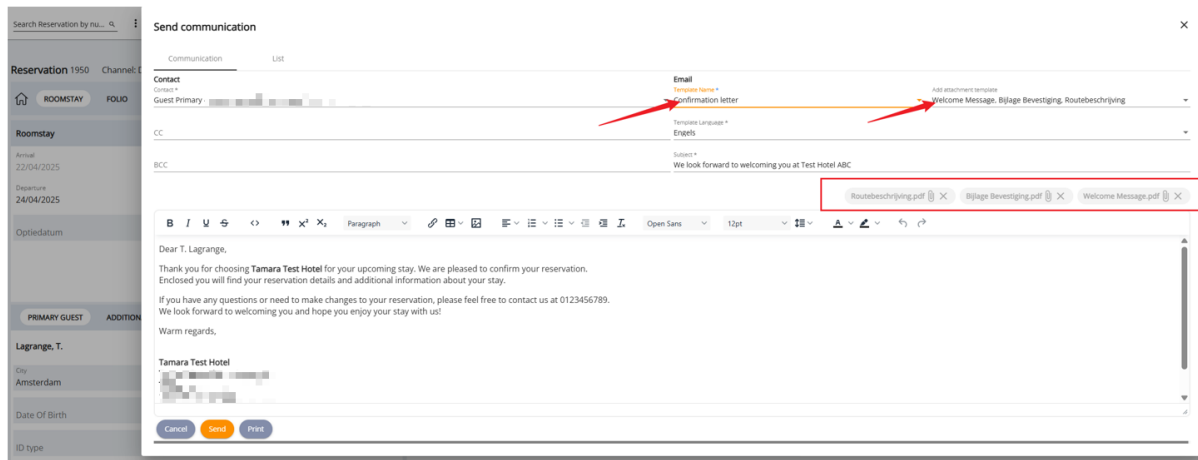 Search Reservation by nu...
Send communication
Communication
List
Reservation 1950
Channel:
ROOMSTAY
FOLIO
Contact
Contact *
Guest Primary -
CC
BCC
Email
Template Name *
Confirmation letter
Add attachment template
Welcome Message, Bijlage Bevestiging, Routebeschrijving
Template Language *
Engels
Subject *
We look forward to welcoming you at Test Hotel ABC
Routebeschrijving.pdf
Bijlage Bevestiging.pdf
Welcome Message.pdf
Roomstay
Arrival
22/04/2025
Departure
24/04/2025
Optiedatum
PRIMARY GUEST
ADDITION
Lagrange, T.
City
Amsterdam
Date Of Birth
ID type
B I U S <> X² X₂ Paragraph Open Sans 12pt A
Dear T. Lagrange,
Thank you for choosing Tamara Test Hotel for your upcoming stay. We are pleased to confirm your reservation.
Enclosed you will find your reservation details and additional information about your stay.
If you have any questions or need to make changes to your reservation, please feel free to contact us at 0123456789.
We look forward to welcoming you and hope you enjoy your stay with us!
Warm regards,
Tamara Test Hotel
Cancel
Send
Print